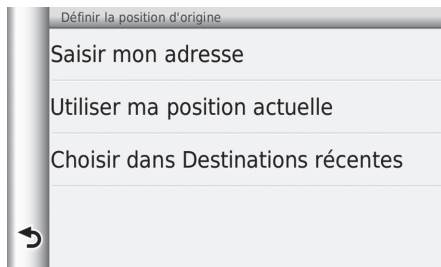 Définir la position d'origine
Saisir mon adresse
Utiliser ma position actuelle
Choisir dans Destinations récentes